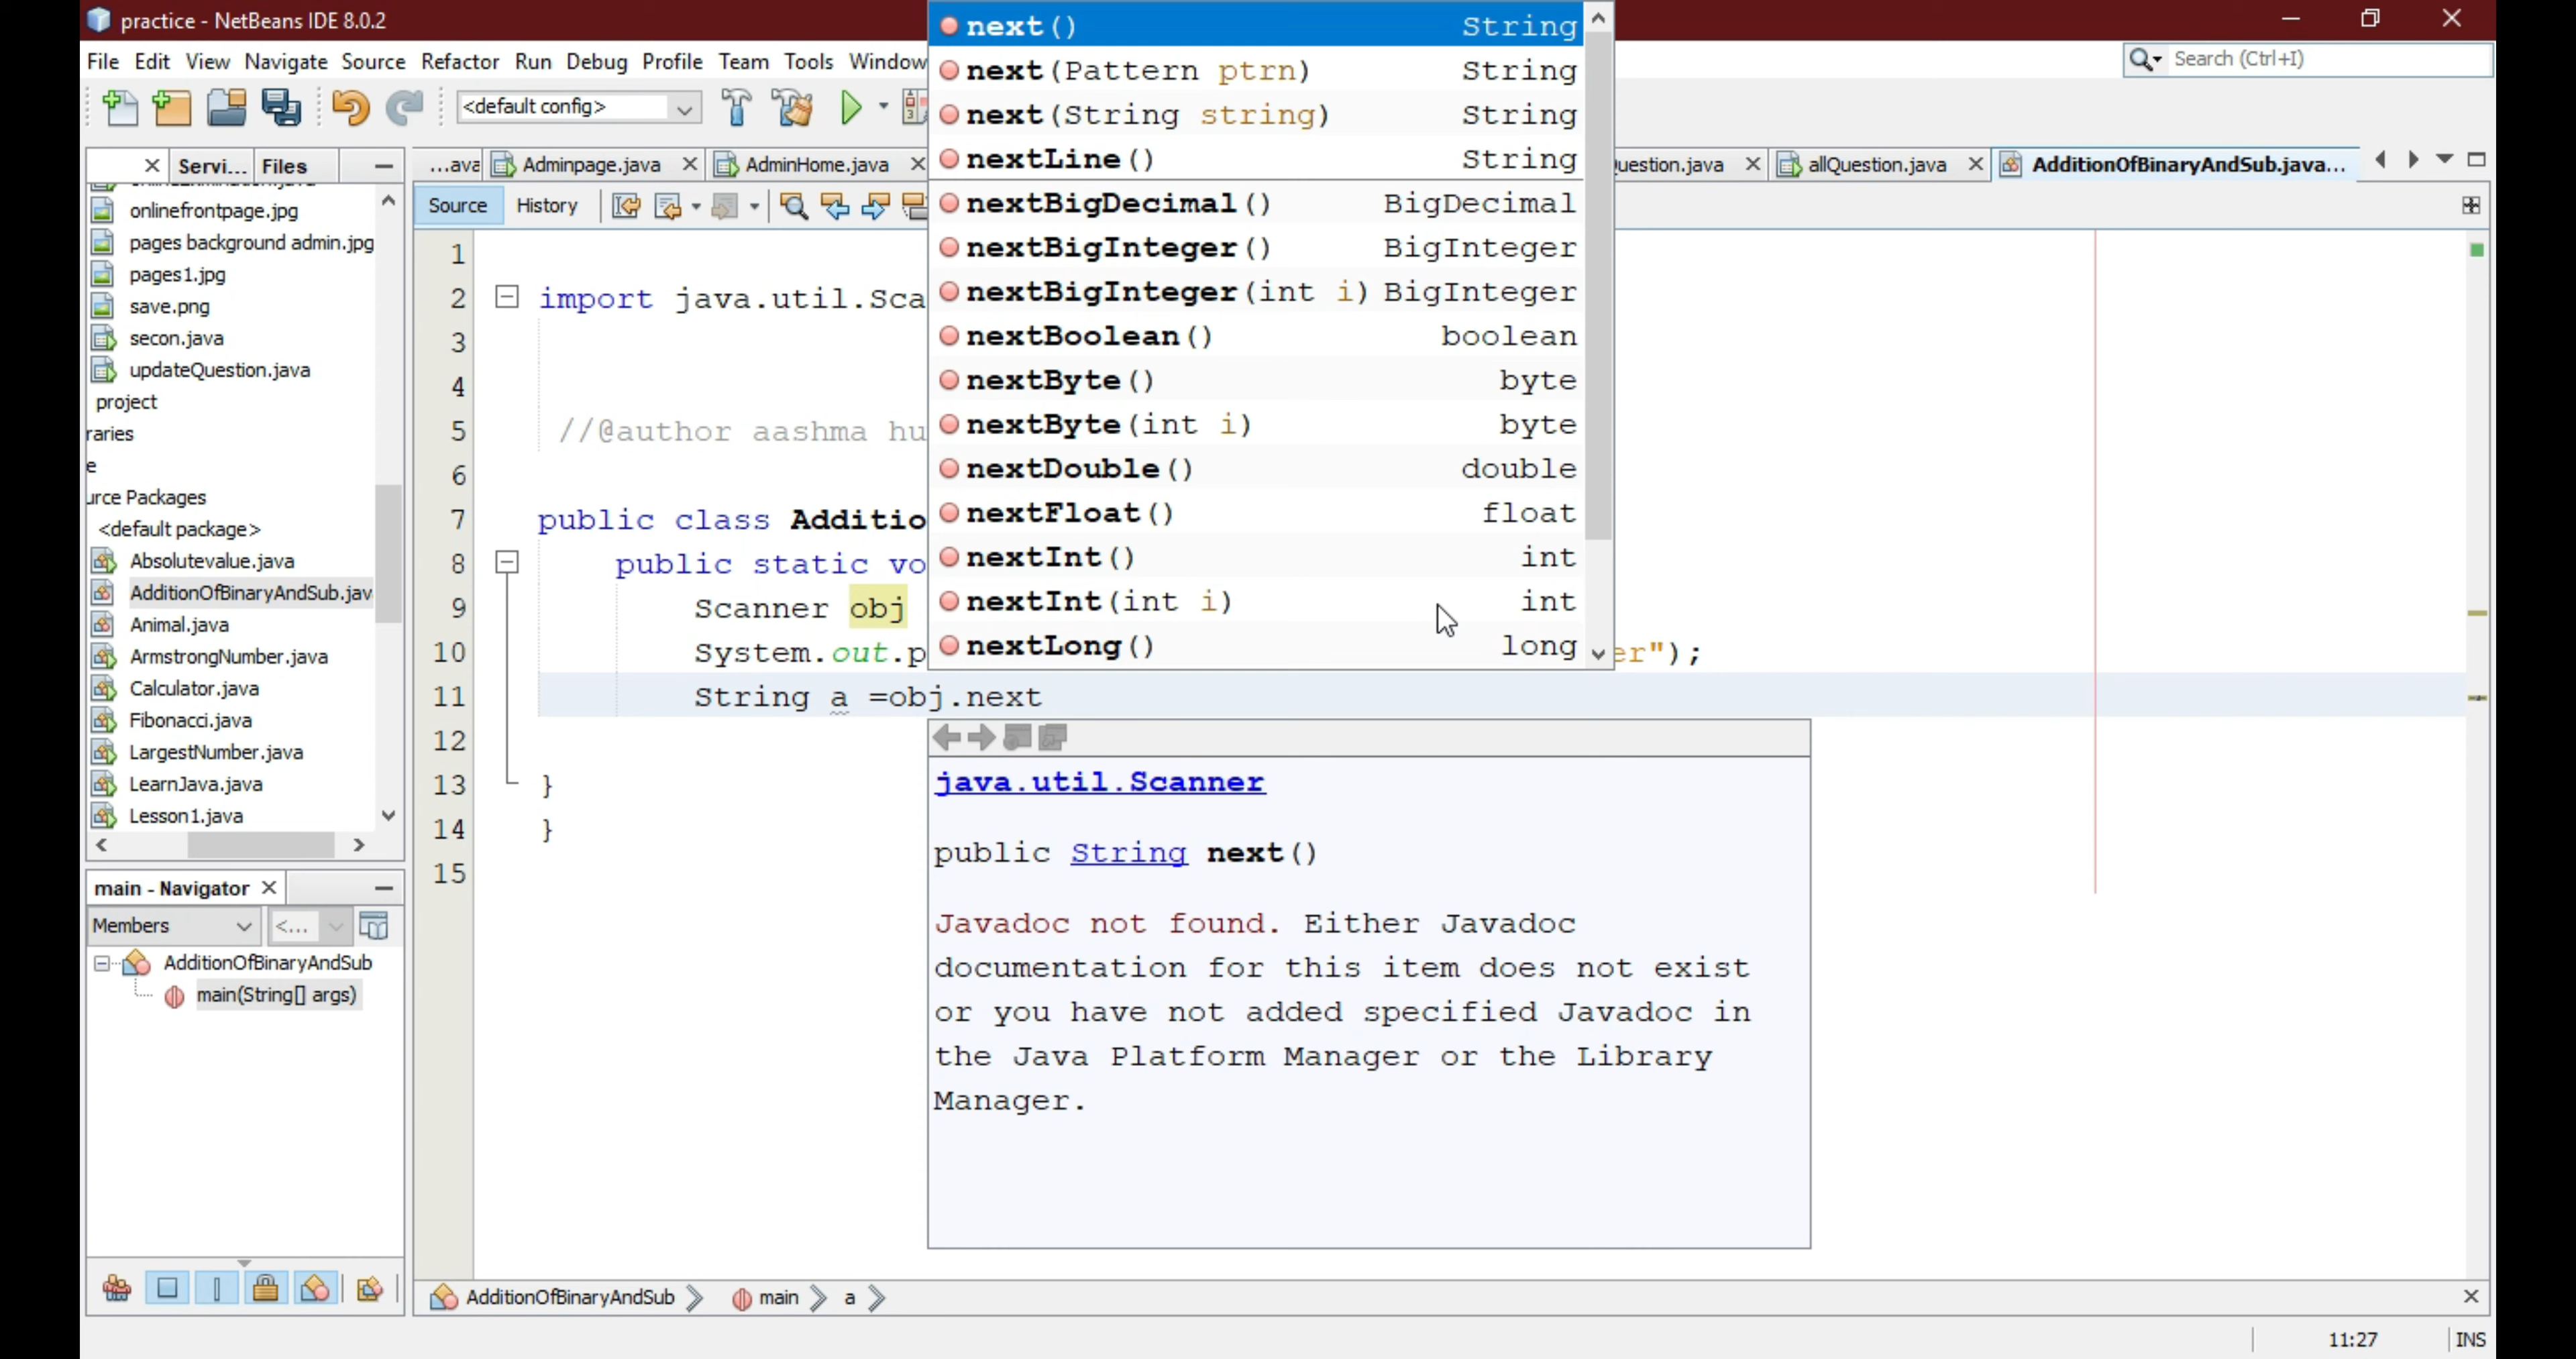 practice - NetBeans IDE 8.0.2
File Edit View Navigate Source Refactor Run Debug Profile Team Tools Window
Search (Ctrl+I)
<default config>
Servi... Files
...ava Adminpage.java AdminHome.java uestion.java allQuestion.java AdditionOfBinaryAndSub.java...
Source History
onlinefrontpage.jpg
pages background admin.jpg
pages1.jpg
save.png
secon.java
updateQuestion.java
project
raries
e
urce Packages
<default package>
Absolutevalue.java
AdditionOfBinaryAndSub.jav
Animal.java
ArmstrongNumber.java
Calculator.java
Fibonacci.java
LargestNumber.java
LearnJava.java
Lesson1.java
main - Navigator
Members <...
AdditionOfBinaryAndSub
main(String[] args)
1
2 import java.util.Sca
3
4
5 //@author aashma hu
6
7 public class Additio
8 public static vo
9 Scanner obj
10 System.out.p er");
11 String a =obj.next
12
13 }
14 }
15
next() String
next(Pattern ptrn) String
next(String string) String
nextLine() String
nextBigDecimal() BigDecimal
nextBigInteger() BigInteger
nextBigInteger(int i) BigInteger
nextBoolean() boolean
nextByte() byte
nextByte(int i) byte
nextDouble() double
nextFloat() float
nextInt() int
nextInt(int i) int
nextLong() long
java.util.Scanner
public String next()
Javadoc not found. Either Javadoc
documentation for this item does not exist
or you have not added specified Javadoc in
the Java Platform Manager or the Library
Manager.
AdditionOfBinaryAndSub main a
11:27 INS